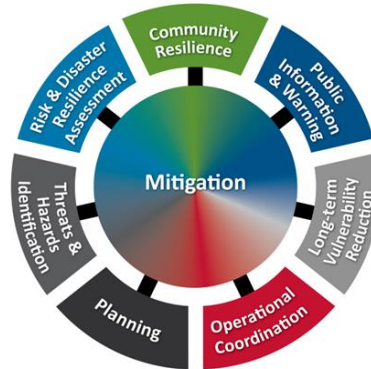 Community
Resilience
Public
Information
& Warning
Long-term
Vulnerability
Reduction
Operational
Coordination
Planning
Threats &
Hazards
Identification
Risk & Disaster
Resilience
Assessment
Mitigation